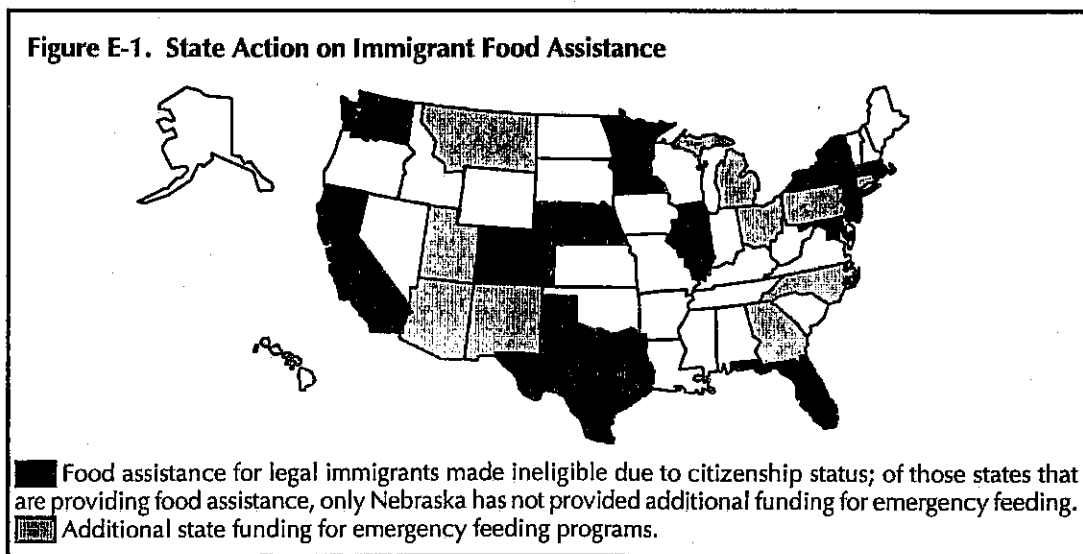 Figure E-1. State Action on Immigrant Food Assistance
Food assistance for legal immigrants made ineligible due to citizenship status; of those states that
are providing food assistance, only Nebraska has not provided additional funding for emergency feeding.
Additional state funding for emergency feeding programs.